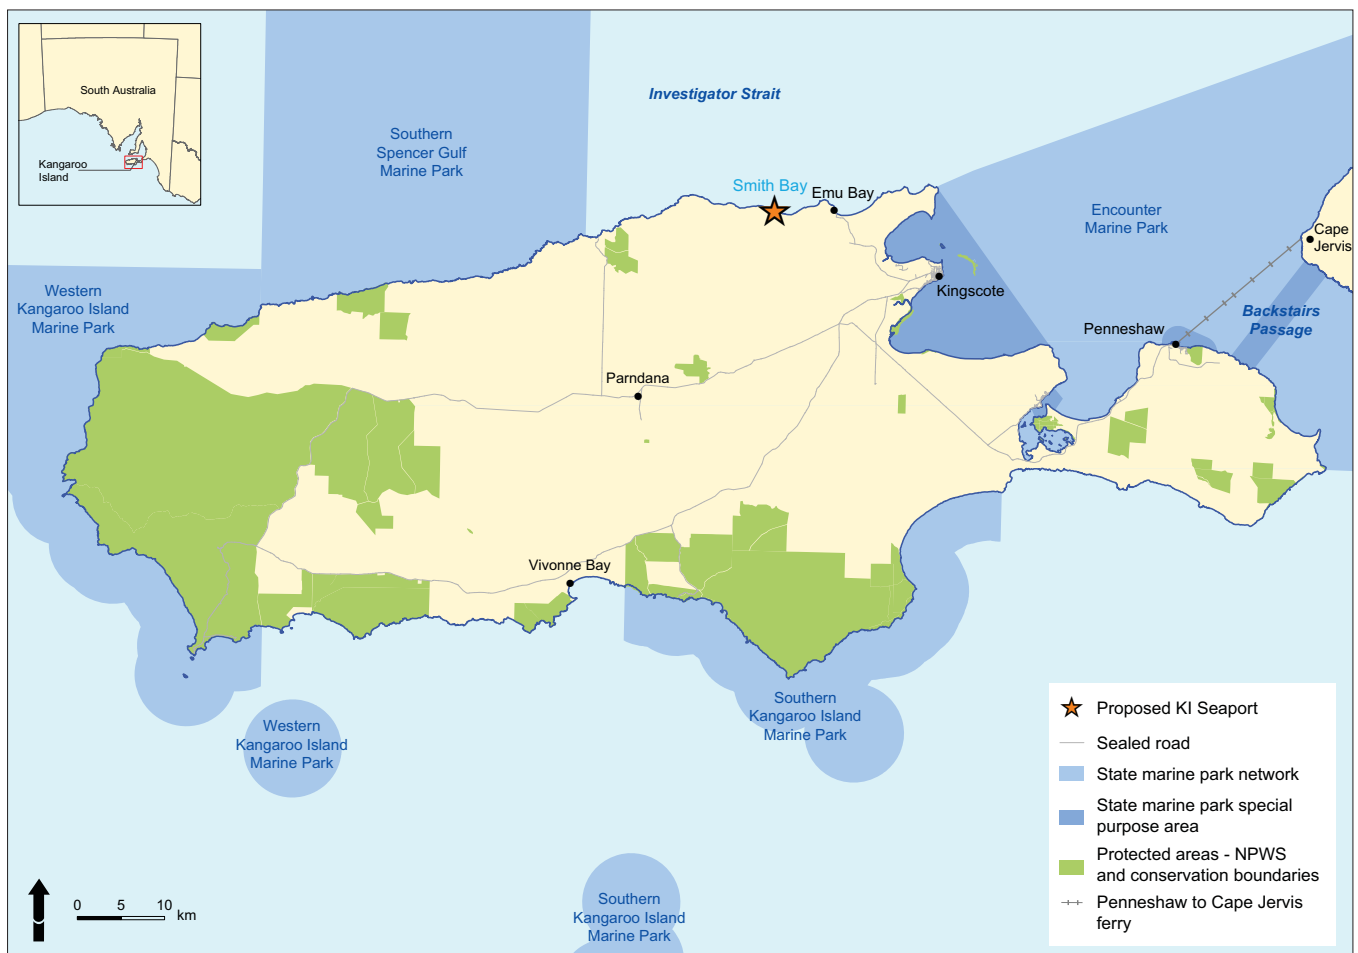 South Australia
Kangaroo
Island
Investigator Strait
Southern
Spencer Gulf
Marine Park
Smith Bay
Emu Bay
Encounter
Marine Park
Cape
Jervis
Western
Kangaroo Island
Marine Park
Kingscote
Backstairs
Passage
Penneshaw
Parndana
Vivonne Bay
Southern
Kangaroo Island
Marine Park
Western
Kangaroo Island
Marine Park
Southern
Kangaroo Island
Marine Park
Proposed KI Seaport
Sealed road
State marine park network
State marine park special
purpose area
Protected areas - NPWS
and conservation boundaries
Penneshaw to Cape Jervis
ferry
0 5 10
km